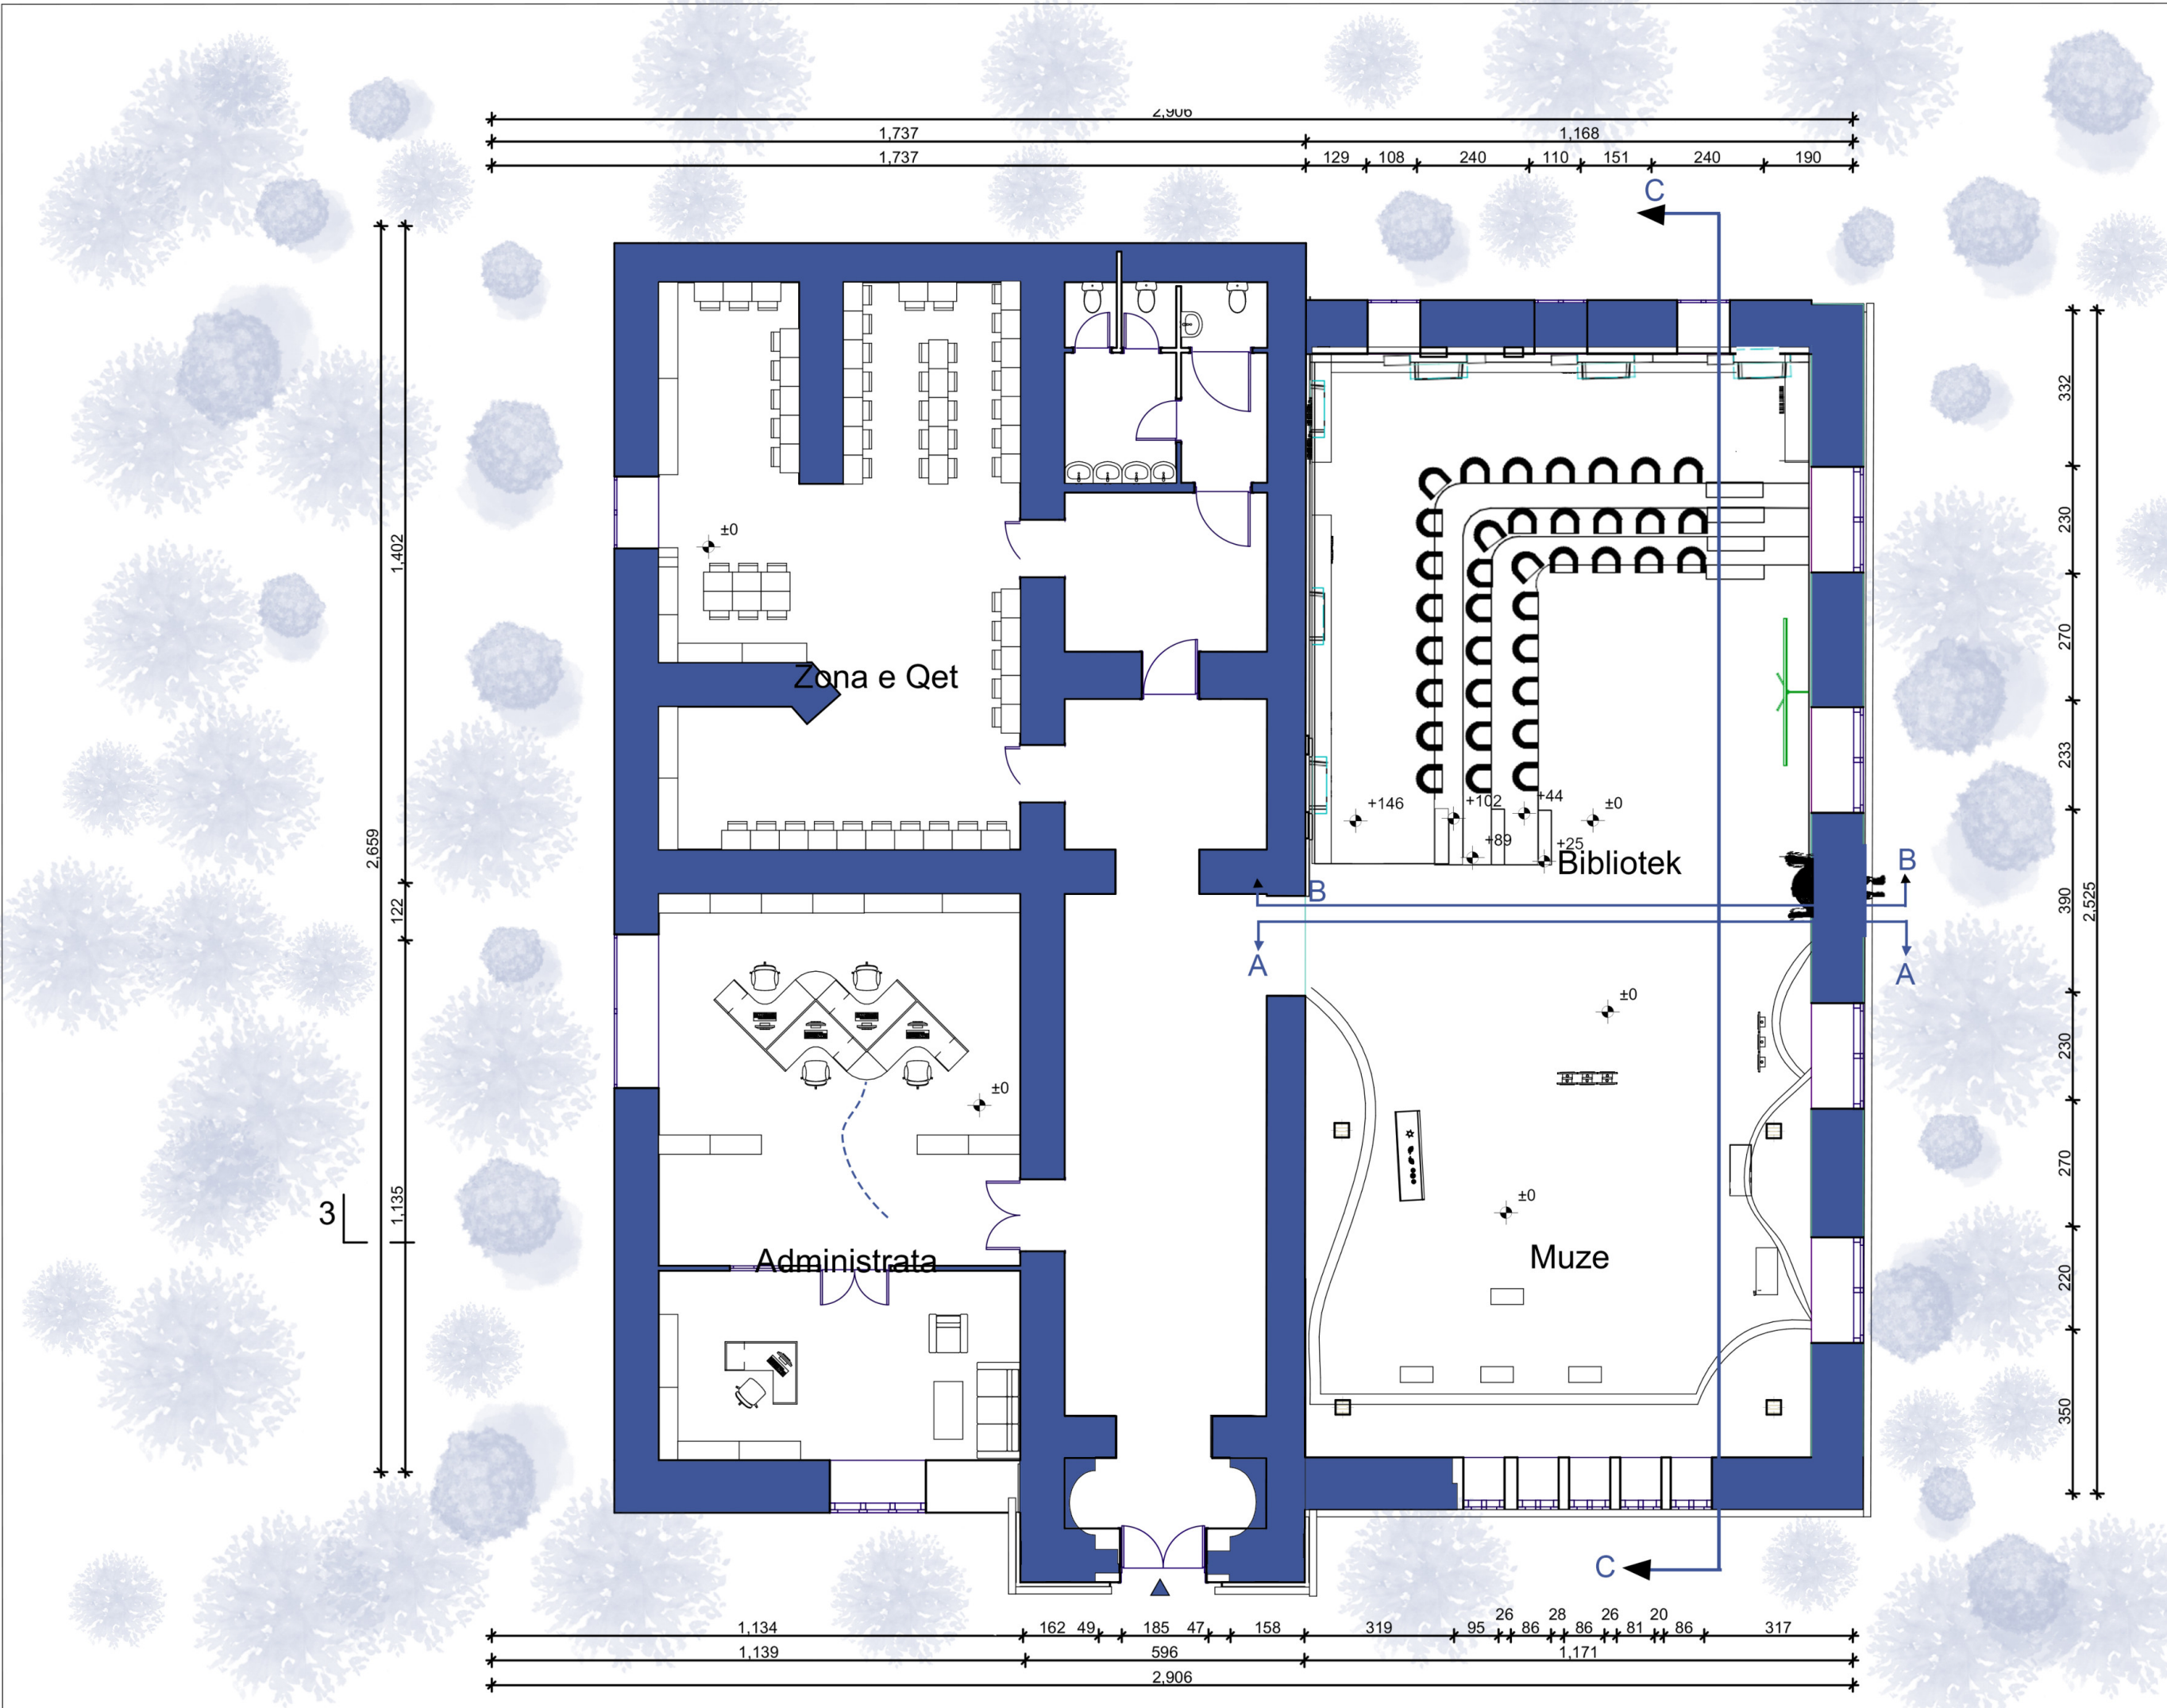 2,906
1,737
1,168
1,737
129 108 240 110 151 240 190
C
332
1,402
230
±0
270
Zona e Qet
233
+146
+102
+44
±0
2,659
+89
+25
Bibliotek
B
B
122
390
2,525
A
A
±0
230
±0
270
1,135
3
±0
Administrata
Muze
220
350
C
26 28 26 20
1,134 162 49 185 47 158 319 95 86 86 81 86 317
1,139 596 1,171
2,906